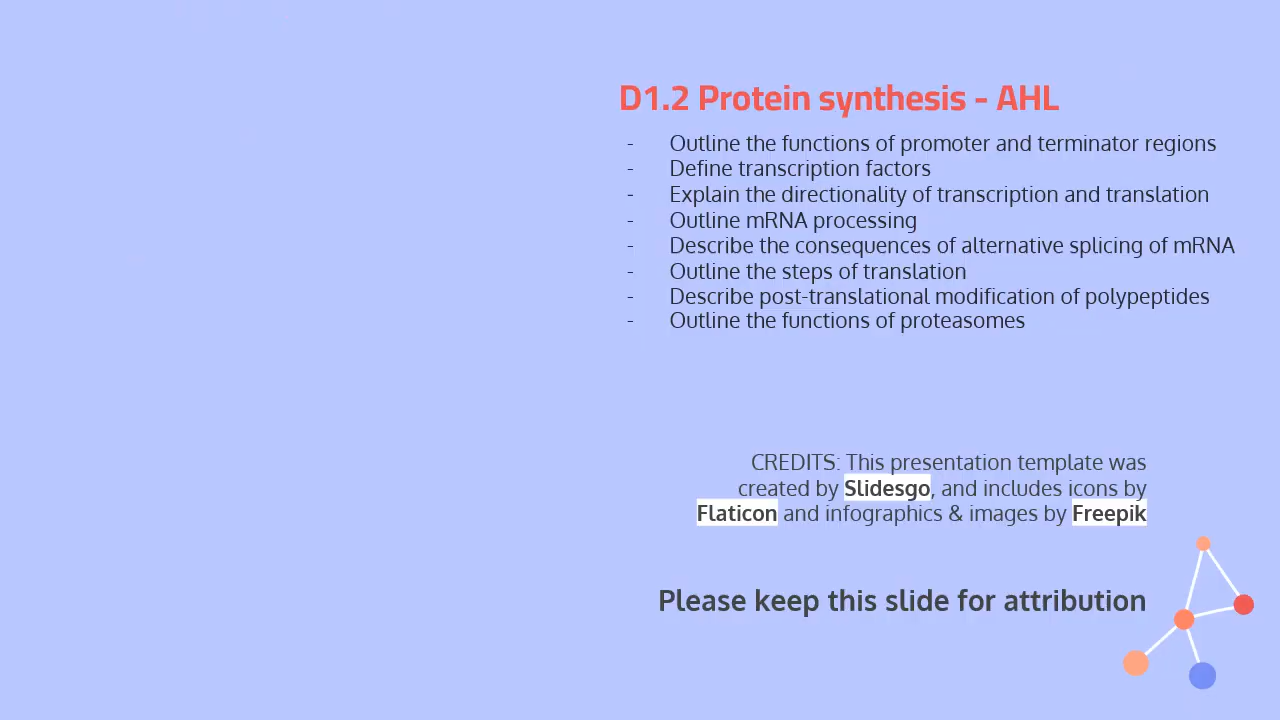 D1.2 Protein synthesis - AHL
- Outline the functions of promoter and terminator regions
- Define transcription factors
- Explain the directionality of transcription and translation
- Outline mRNA processing
- Describe the consequences of alternative splicing of mRNA
- Outline the steps of translation
- Describe post-translational modification of polypeptides
- Outline the functions of proteasomes
CREDITS: This presentation template was
created by Slidesgo, and includes icons by
Flaticon and infographics & images by Freepik
Please keep this slide for attribution